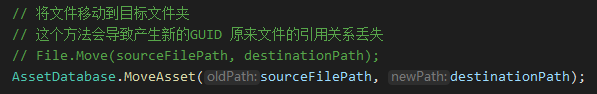 // 将文件移动到目标文件夹
// 这个方法会导致产生新的GUID 原来文件的引用关系丢失
// File.Move(sourceFilePath, destinationPath);
AssetDatabase.MoveAsset(oldPath:sourceFilePath, newPath:destinationPath);